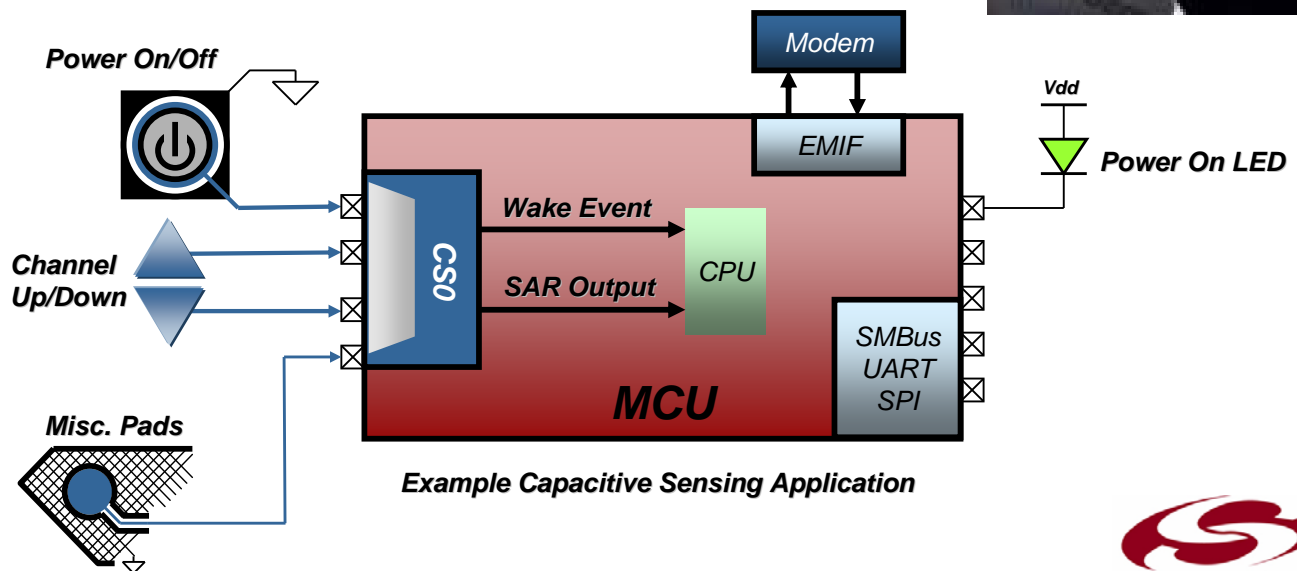 Power On/Off
Modem
Vdd
EMIF
Power On LED
Wake Event
CS0
CPU
Channel
Up/Down
SAR Output
SMBus
UART
SPI
MCU
Misc. Pads
Example Capacitive Sensing Application